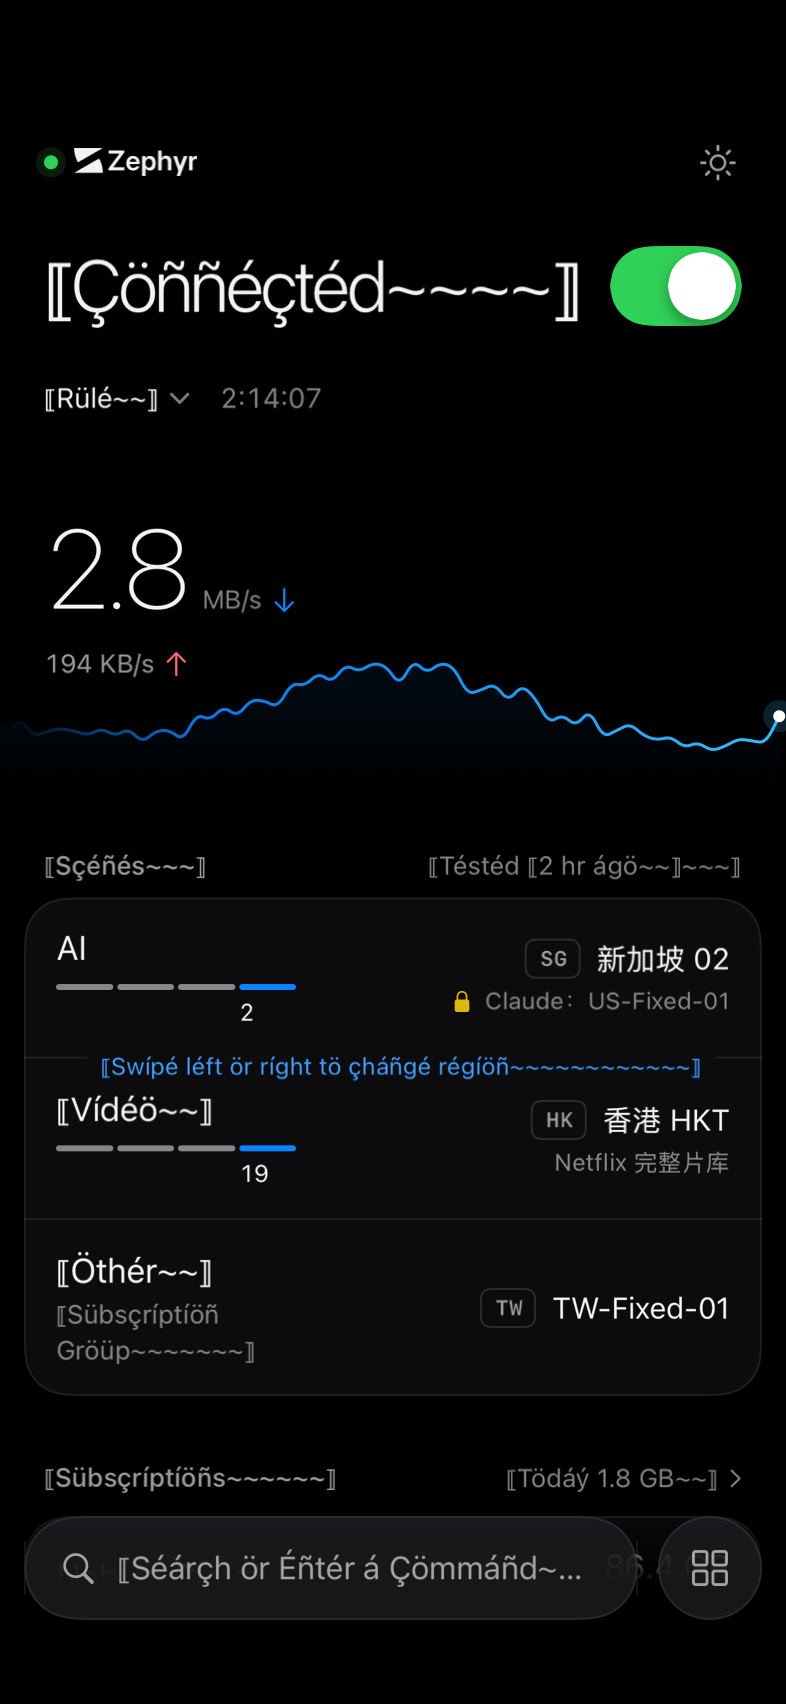 Zephyr
⟦Çöññéçtéd~~~~⟧
⟦Rülé~~⟧ 2:14:07
2.8 MB/s ↓
194 KB/s ↑
⟦Sçéñés~~~⟧ ⟦Téstéd ⟦2 hr ágö~~⟧~~~⟧
AI SG 新加坡 02
2 Claude: US-Fixed-01
⟦Swípé léft ör ríght tö çháñgé régíöñ~~~~~~~~~~~~⟧
⟦Vídéö~~⟧ HK 香港 HKT
19 Netflix 完整片库
⟦Öthér~~⟧ TW TW-Fixed-01
⟦Sübsçríptíöñ
Gröüp~~~~~~~⟧
⟦Sübsçríptíöñs~~~~~~⟧ ⟦Tödáý 1.8 GB~~⟧
⟦Séárçh ör Éñtér á Çömmáñd~... 86.4